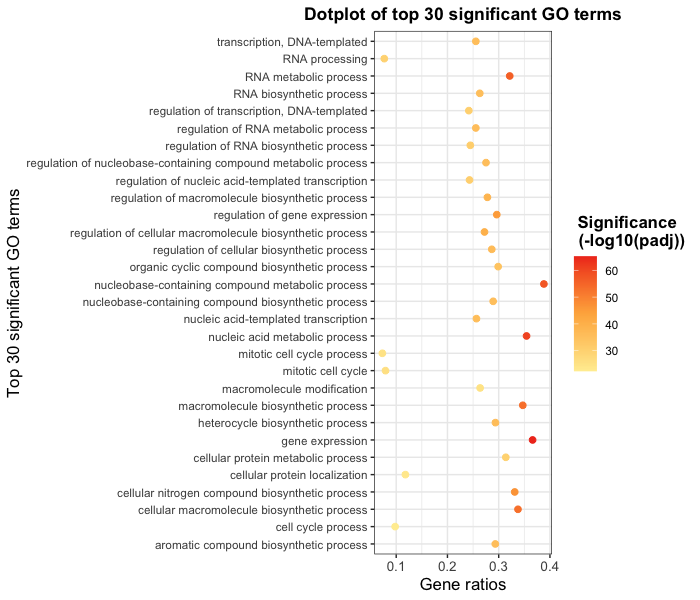 Dotplot of top 30 significant GO terms
Top 30 significant GO terms
transcription, DNA-templated
RNA processing
RNA metabolic process
RNA biosynthetic process
regulation of transcription, DNA-templated
regulation of RNA metabolic process
regulation of RNA biosynthetic process
regulation of nucleobase-containing compound metabolic process
regulation of nucleic acid-templated transcription
regulation of macromolecule biosynthetic process
regulation of gene expression
regulation of cellular macromolecule biosynthetic process
regulation of cellular biosynthetic process
organic cyclic compound biosynthetic process
nucleobase-containing compound metabolic process
nucleobase-containing compound biosynthetic process
nucleic acid-templated transcription
nucleic acid metabolic process
mitotic cell cycle process
mitotic cell cycle
macromolecule modification
macromolecule biosynthetic process
heterocycle biosynthetic process
gene expression
cellular protein metabolic process
cellular protein localization
cellular nitrogen compound biosynthetic process
cellular macromolecule biosynthetic process
cell cycle process
aromatic compound biosynthetic process
0.1 0.2 0.3 0.4
Gene ratios
Significance
(-log10(padj))
60
50
40
30